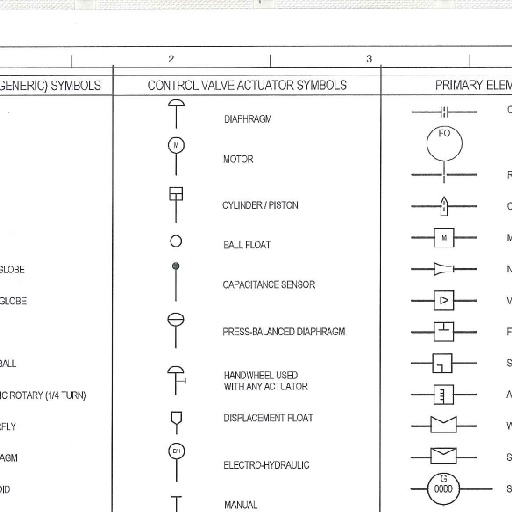 2
3
GENERIC) SYMBOLS
CONTROL VALVE ACTUATOR SYMBOLS
PRIMARY ELEM
DIAPHRAGM
M
MOTOR
FO
CYLINDER / PISTON
BALL FLOAT
M
GLOBE
CAPACITANCE SENSOR
GLOBE
PRESS-BALANCED DIAPHRAGM
BALL
HANDWHEEL USED
WITH ANY ACTUATOR
IC ROTARY (1/4 TURN)
DISPLACEMENT FLOAT
RFLY
AGM
ELECTRO-HYDRAULIC
OID
0000
MANUAL